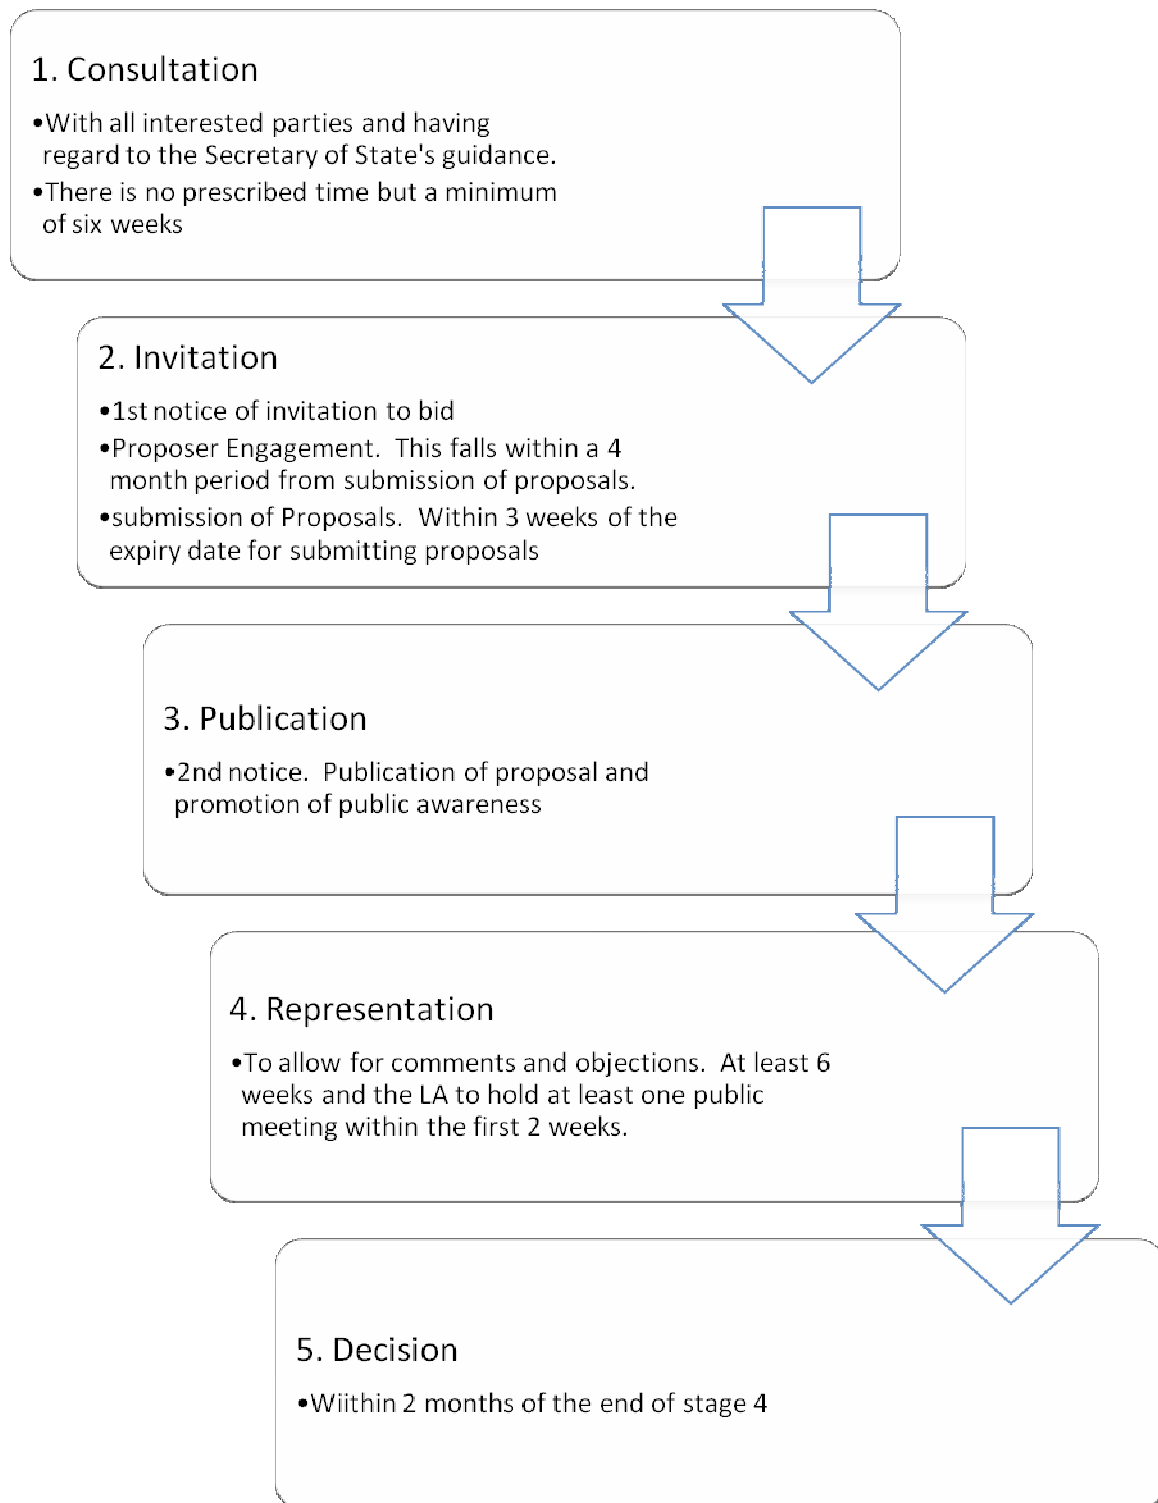 1. Consultation
•With all interested parties and having
regard to the Secretary of State's guidance.
•There is no prescribed time but a minimum
of six weeks
2. Invitation
•1st notice of invitation to bid
•Proposer Engagement.  This falls within a 4
month period from submission of proposals.
•submission of Proposals.  Within 3 weeks of the
expiry date for submitting proposals
3. Publication
•2nd notice.  Publication of proposal and
promotion of public awareness
4. Representation
•To allow for comments and objections.  At least 6
weeks and the LA to hold at least one public
meeting within the first 2 weeks.
5. Decision
•Wiithin 2 months of the end of stage 4